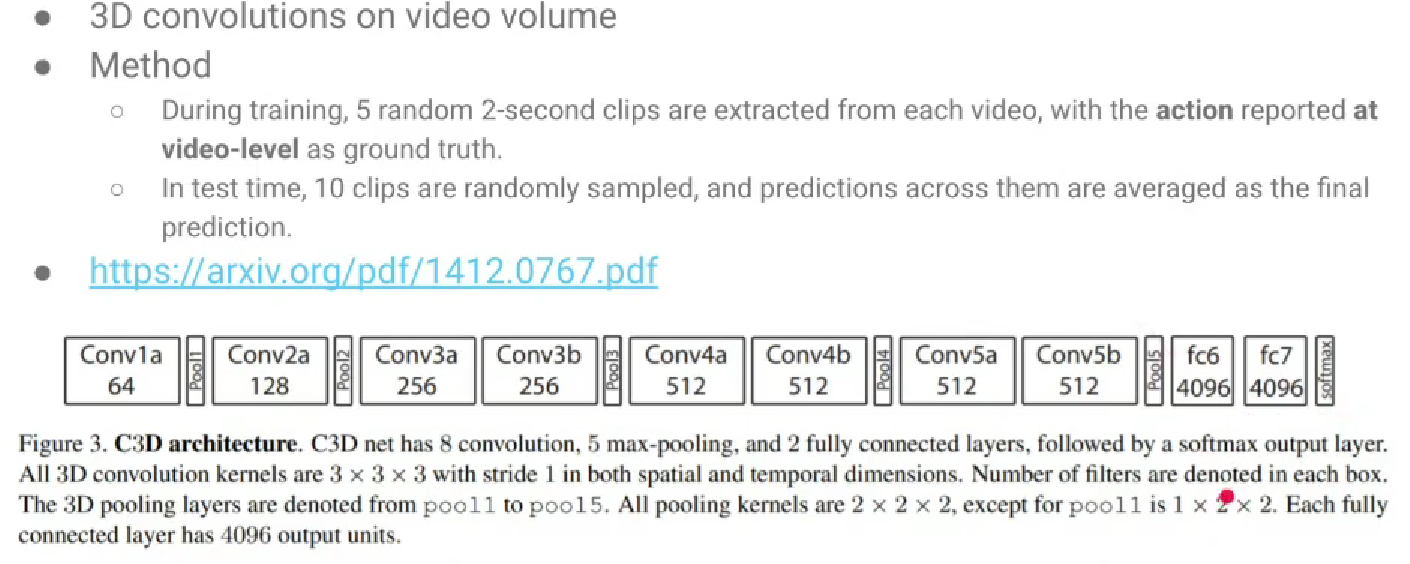 3D convolutions on video volume
Method
During training, 5 random 2-second clips are extracted from each video, with the action reported at
video-level as ground truth.
In test time, 10 clips are randomly sampled, and predictions across them are averaged as the final
prediction.
https://arxiv.org/pdf/1412.0767.pdf
Conv1a 64 Pool1 Conv2a 128 Pool2 Conv3a 256 Conv3b 256 Pool3 Conv4a 512 Conv4b 512 Pool4 Conv5a 512 Conv5b 512 Pool5 fc6 4096 fc7 4096 softmax
Figure 3. C3D architecture. C3D net has 8 convolution, 5 max-pooling, and 2 fully connected layers, followed by a softmax output layer.
All 3D convolution kernels are 3 × 3 × 3 with stride 1 in both spatial and temporal dimensions. Number of filters are denoted in each box.
The 3D pooling layers are denoted from pool1 to pool5. All pooling kernels are 2 × 2 × 2, except for pool1 is 1 × 2 × 2. Each fully
connected layer has 4096 output units.